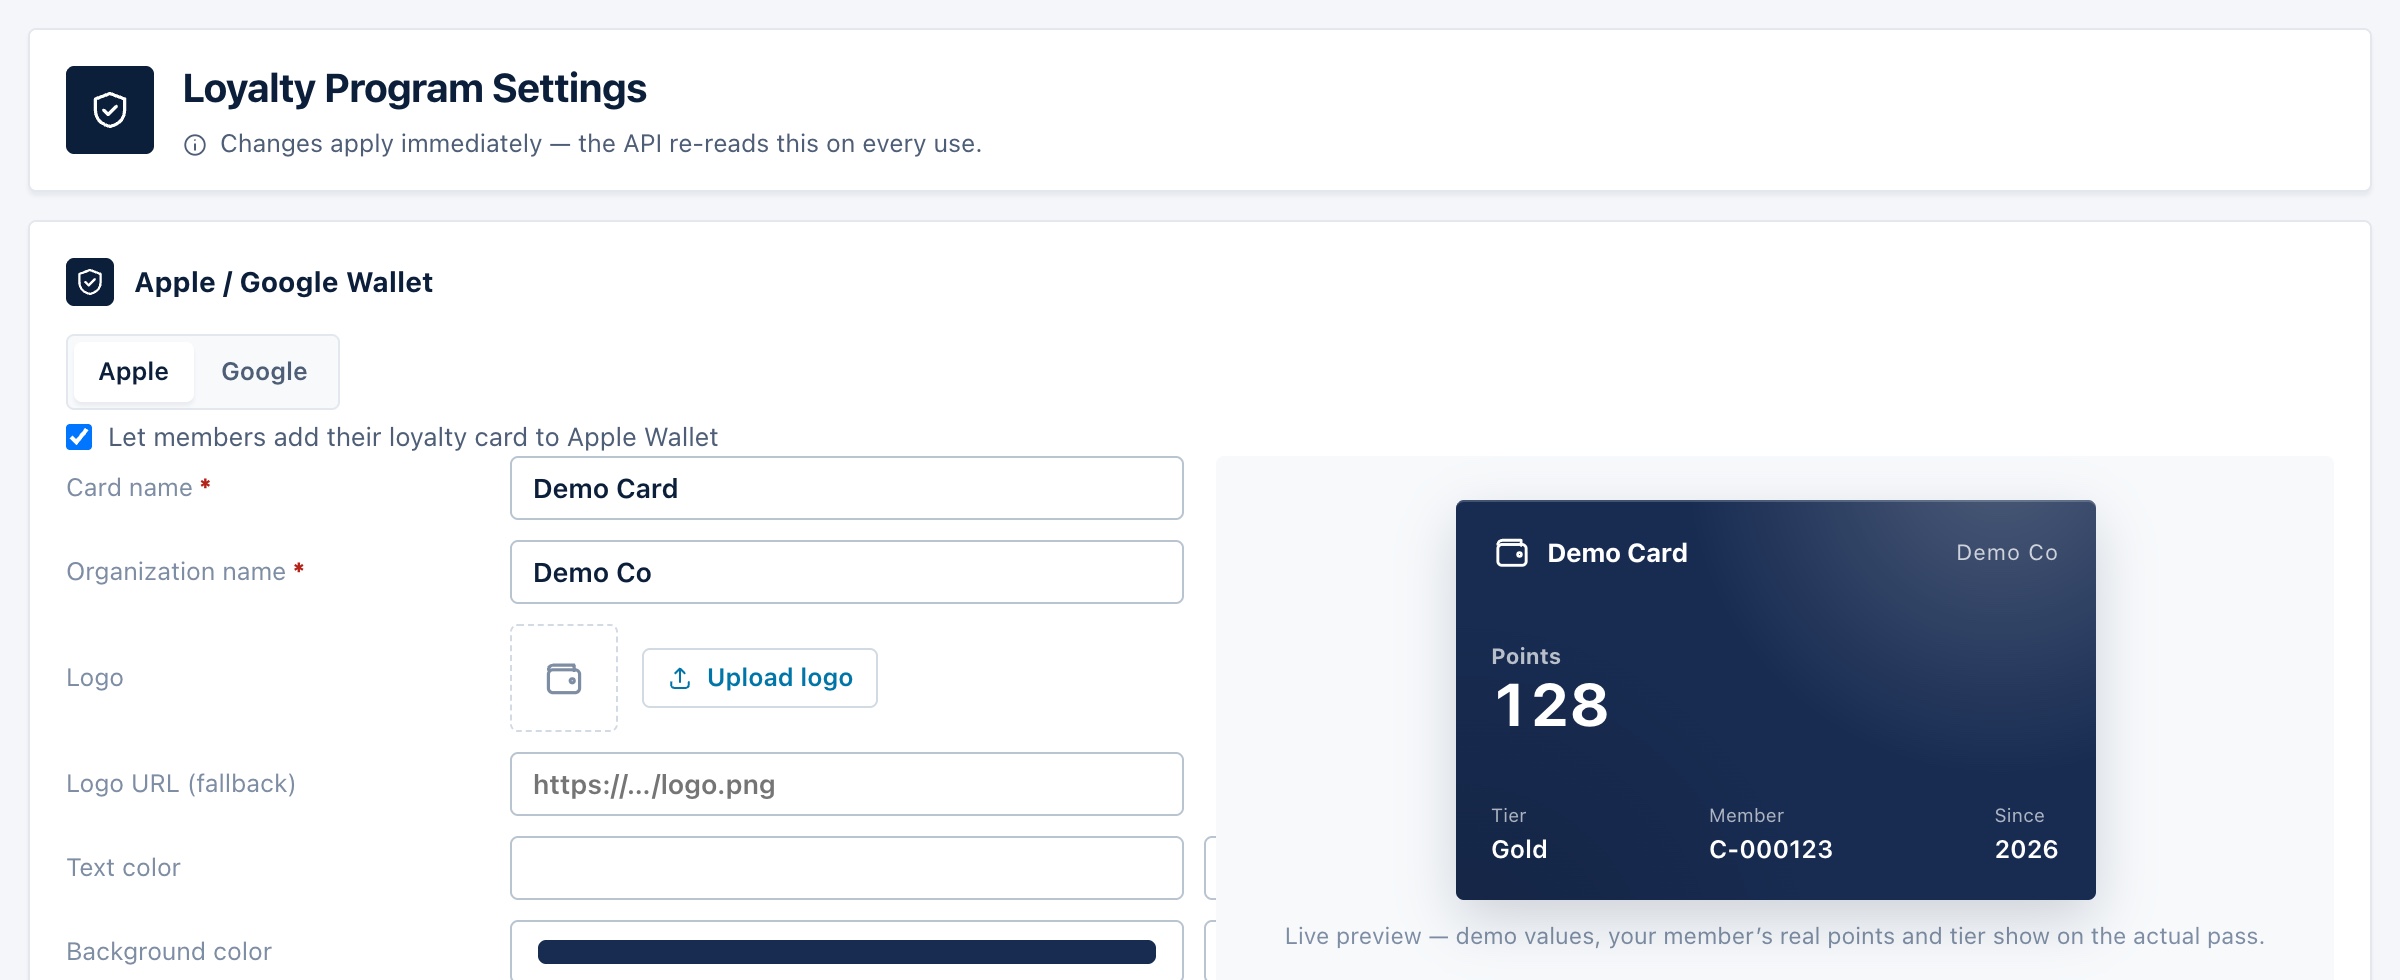 Loyalty Program Settings
Changes apply immediately — the API re-reads this on every use.
Apple / Google Wallet
Apple Google
Let members add their loyalty card to Apple Wallet
Card name *
Demo Card
Organization name *
Demo Co
Logo
Upload logo
Logo URL (fallback)
https://.../logo.png
Text color
Background color
Demo Card
Demo Co
Points
128
Tier Member Since
Gold C-000123 2026
Live preview — demo values, your member’s real points and tier show on the actual pass.